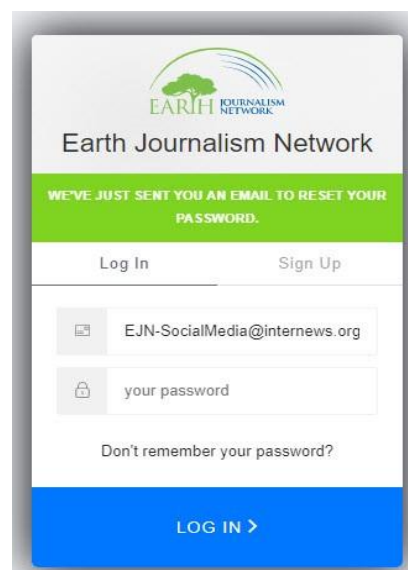 EARTH JOURNALISM
NETWORK
Earth Journalism Network
WE'VE JUST SENT YOU AN EMAIL TO RESET YOUR
PASSWORD.
Log In Sign Up
EJN-SocialMedia@internews.org
your password
Don't remember your password?
LOG IN >